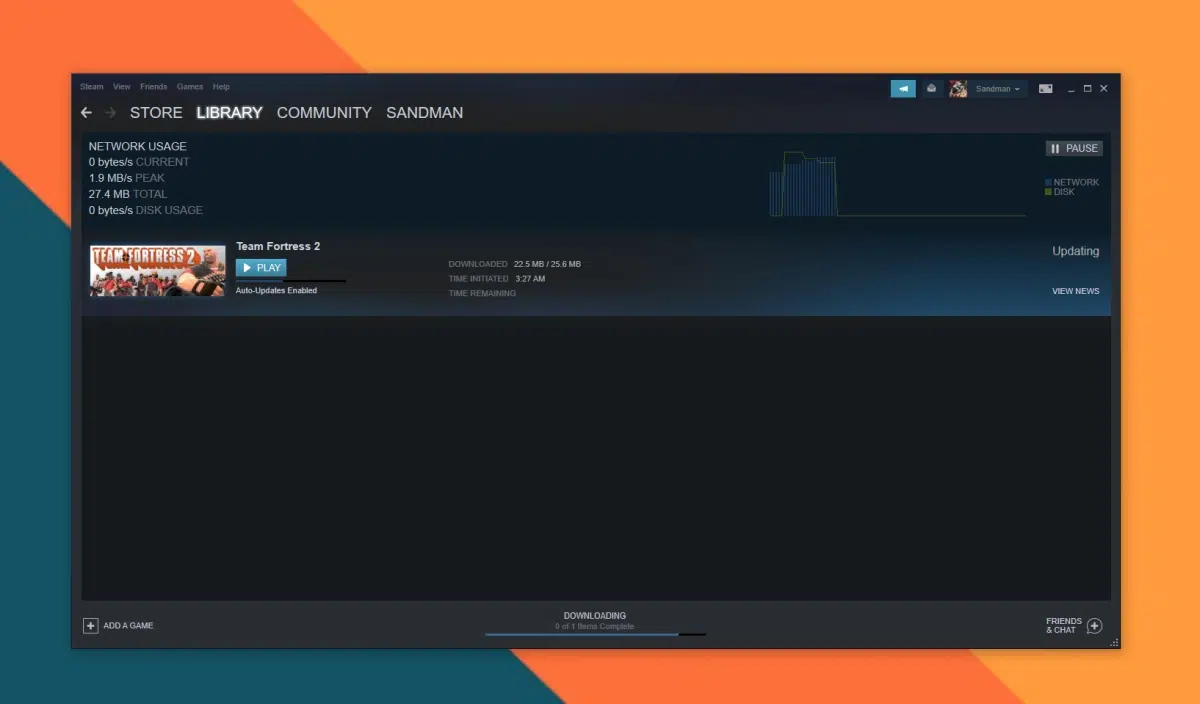 Steam View Friends Games Help
Sandman
STORE LIBRARY COMMUNITY SANDMAN
NETWORK USAGE
0 bytes/s CURRENT
1.9 MB/s PEAK
27.4 MB TOTAL
0 bytes/s DISK USAGE
PAUSE
NETWORK
DISK
TEAM FORTRESS 2
Team Fortress 2
PLAY
Auto-Updates Enabled
DOWNLOADED 22.5 MB / 25.6 MB
TIME INITIATED 3:27 AM
TIME REMAINING
Updating
VIEW NEWS
ADD A GAME
DOWNLOADING
0 of 1 Items Complete
FRIENDS
& CHAT